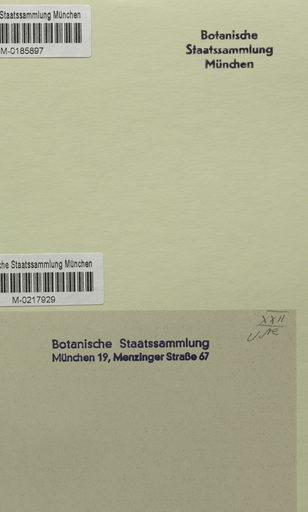 Staatssammlung München
M-0185897
Botanische
Staatssammlung
München
che Staatssammlung München
M-0217929
XXII
Botanische Staatssammlung
München 19, Menzinger Straße 67